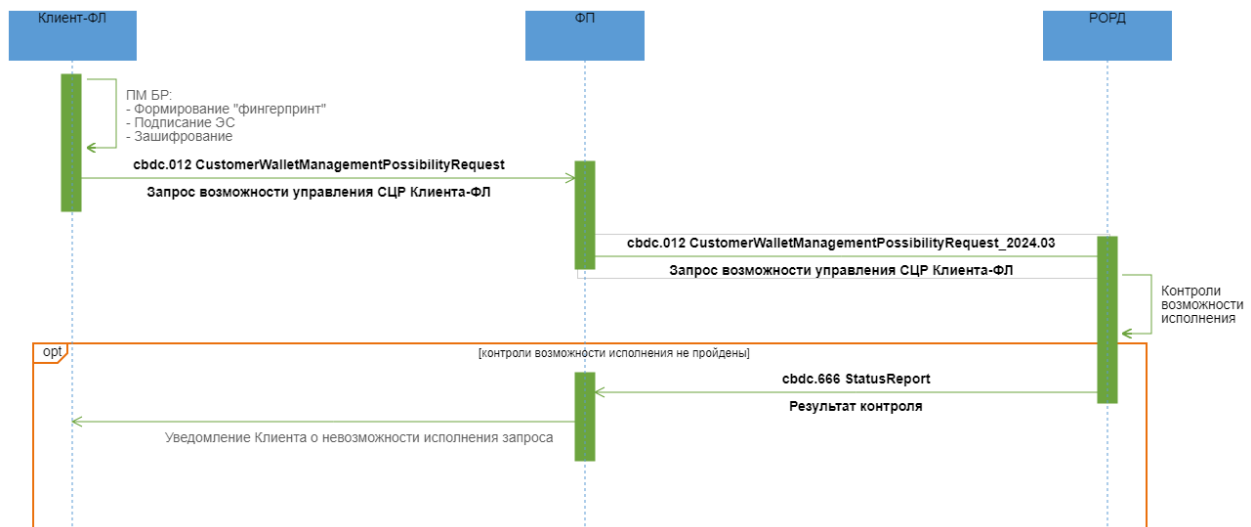 Клиент-ФЛ
ФП
РОРД
ПМ БР:
- Формирование "фингерпринт"
- Подписание ЭС
- Зашифрование
cbdc.012 CustomerWalletManagementPossibilityRequest
Запрос возможности управления СЦР Клиента-ФЛ
cbdc.012 CustomerWalletManagementPossibilityRequest_2024.03
Запрос возможности управления СЦР Клиента-ФЛ
Контроли
возможности
исполнения
opt
[контроли возможности исполнения не пройдены]
cbdc.666 StatusReport
Результат контроля
Уведомление Клиента о невозможности исполнения запроса